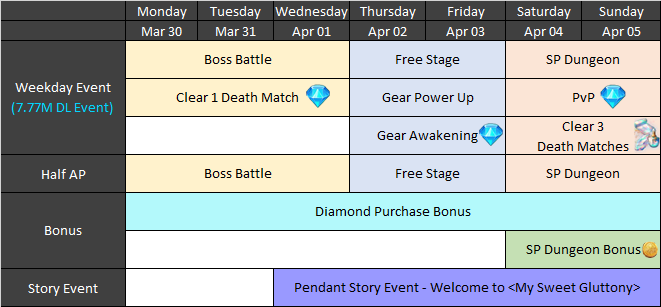 Monday Tuesday Wednesday Thursday Friday Saturday Sunday
Mar 30 Mar 31 Apr 01 Apr 02 Apr 03 Apr 04 Apr 05
Weekday Event
(7.77M DL Event)
Boss Battle Free Stage SP Dungeon
Clear 1 Death Match Gear Power Up PvP
Gear Awakening Clear 3
Death Matches
Half AP Boss Battle Free Stage SP Dungeon
Bonus Diamond Purchase Bonus
SP Dungeon Bonus
Story Event Pendant Story Event - Welcome to <My Sweet Gluttony>